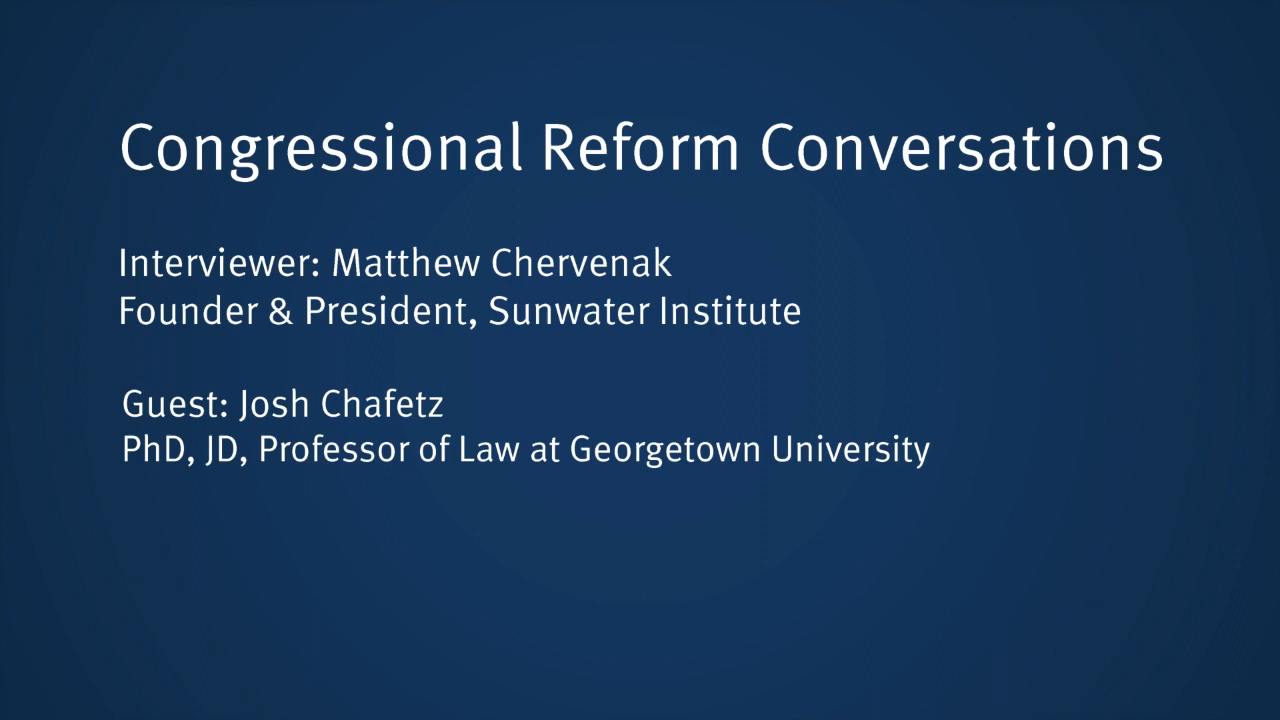 Congressional Reform Conversations
Interviewer: Matthew Chervenak
Founder & President, Sunwater Institute
Guest: Josh Chafetz
PhD, JD, Professor of Law at Georgetown University